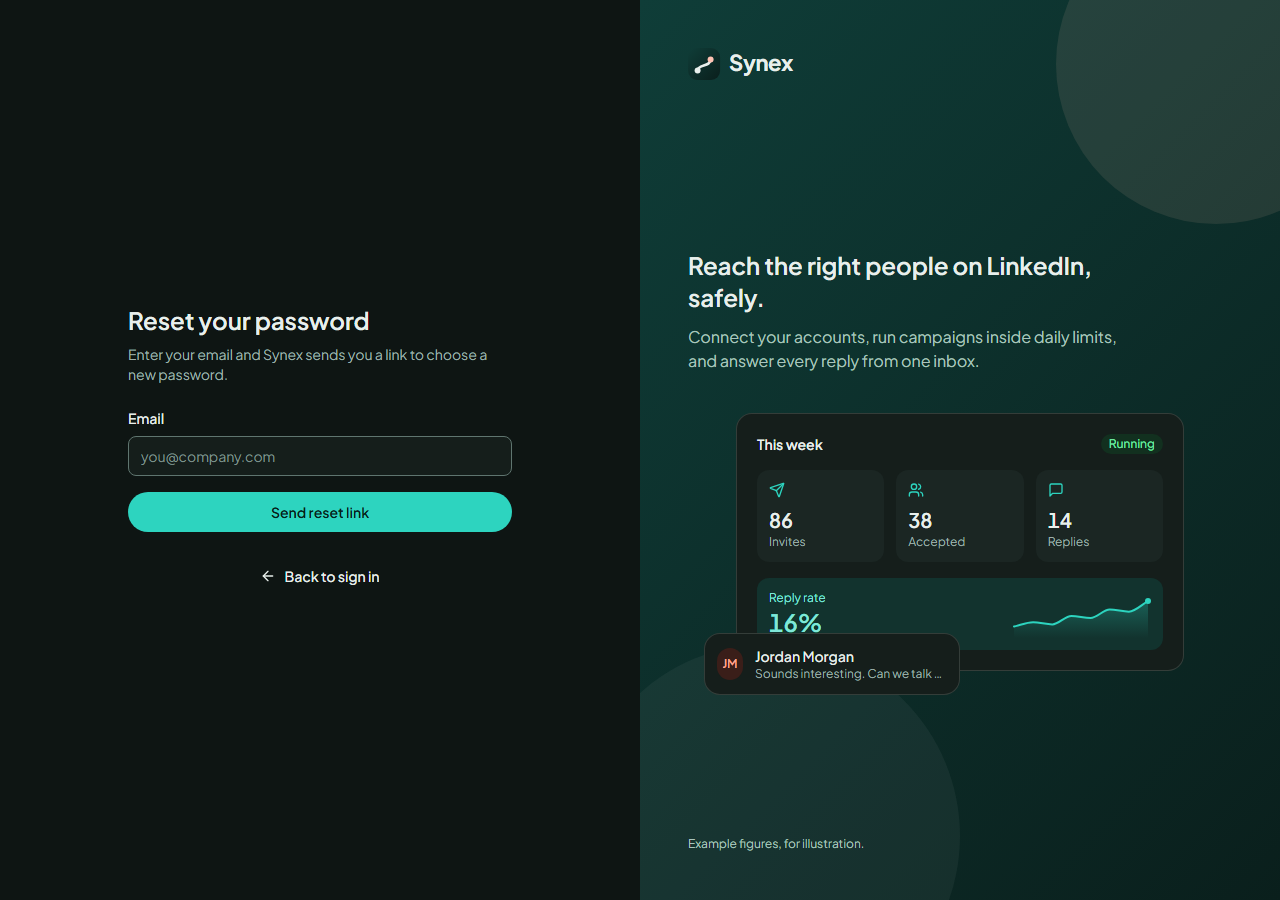 Reset your password
Enter your email and Synex sends you a link to choose a
new password.
Email
you@company.com
Send reset link
Back to sign in
Synex
Reach the right people on LinkedIn,
safely.
Connect your accounts, run campaigns inside daily limits,
and answer every reply from one inbox.
This week
Running
86
Invites
38
Accepted
14
Replies
Reply rate
16%
JM
Jordan Morgan
Sounds interesting. Can we talk ...
Example figures, for illustration.